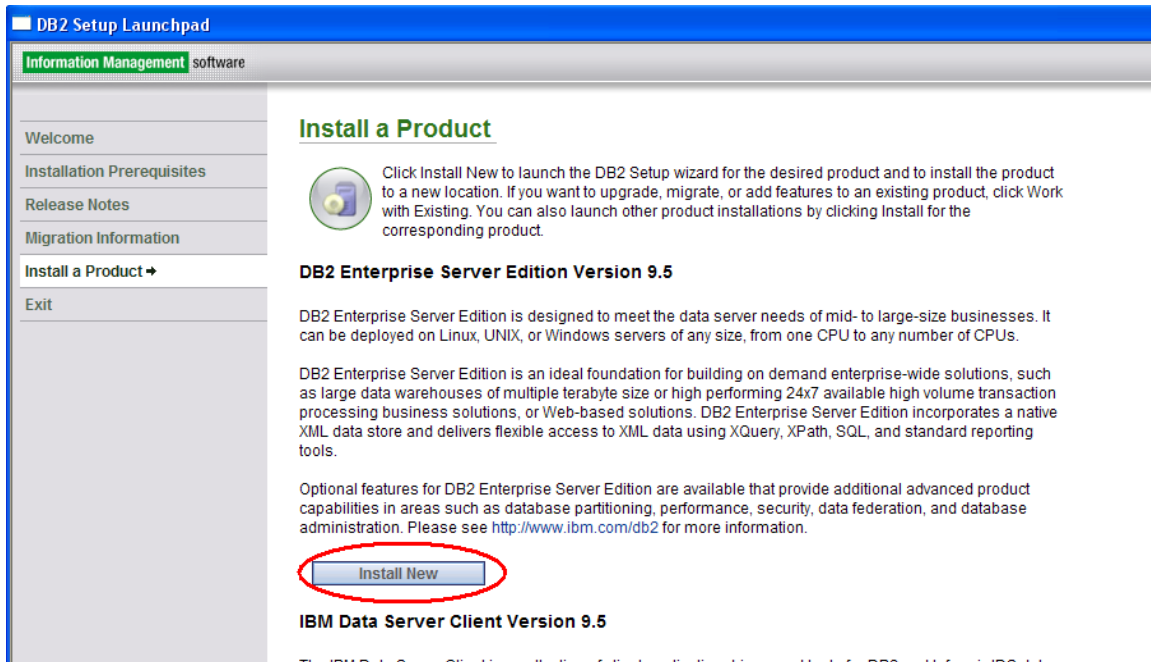 DB2 Setup Launchpad
Information Management software
Welcome
Installation Prerequisites
Release Notes
Migration Information
Install a Product
Exit
Install a Product
Click Install New to launch the DB2 Setup wizard for the desired product and to install the product
to a new location. If you want to upgrade, migrate, or add features to an existing product, click Work
with Existing. You can also launch other product installations by clicking Install for the
corresponding product.
DB2 Enterprise Server Edition Version 9.5
DB2 Enterprise Server Edition is designed to meet the data server needs of mid- to large-size businesses. It
can be deployed on Linux, UNIX, or Windows servers of any size, from one CPU to any number of CPUs.
DB2 Enterprise Server Edition is an ideal foundation for building on demand enterprise-wide solutions, such
as large data warehouses of multiple terabyte size or high performing 24x7 available high volume transaction
processing business solutions, or Web-based solutions. DB2 Enterprise Server Edition incorporates a native
XML data store and delivers flexible access to XML data using XQuery, XPath, SQL, and standard reporting
tools.
Optional features for DB2 Enterprise Server Edition are available that provide additional advanced product
capabilities in areas such as database partitioning, performance, security, data federation, and database
administration. Please see http://www.ibm.com/db2 for more information.
Install New
IBM Data Server Client Version 9.5